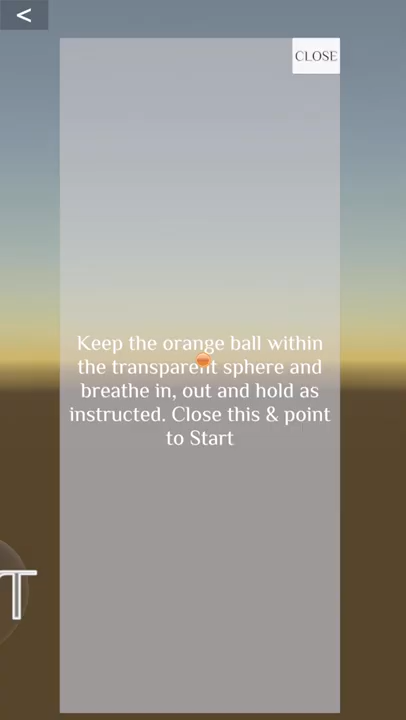 <
CLOSE
Keep the orange ball within
the transparent sphere and
breathe in, out and hold as
instructed. Close this & point
to Start
T